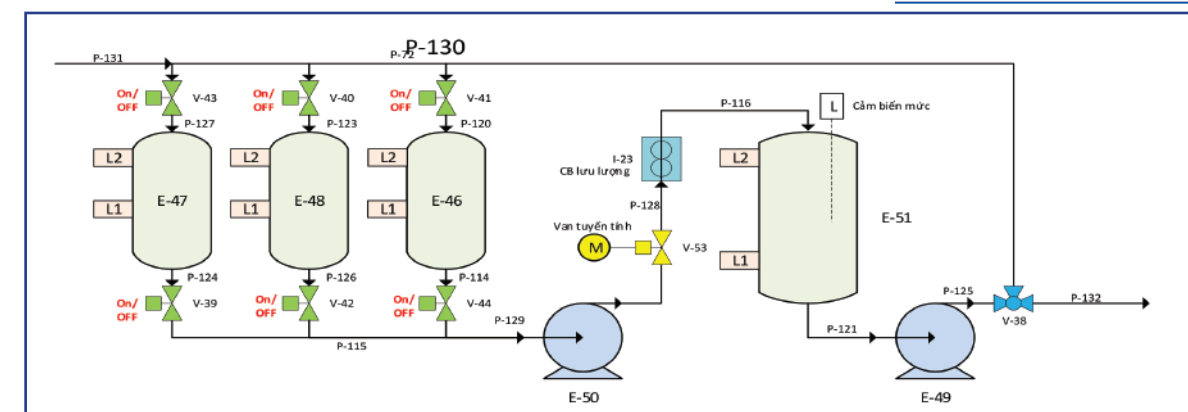 P-130
P-131
P-72
On/
OFF
V-43
On/
OFF
V-40
On/
OFF
V-41
P-127
P-123
P-120
L2
L1
E-47
L2
L1
E-48
L2
L1
E-46
P-124
P-126
P-114
On/
OFF
V-39
On/
OFF
V-42
On/
OFF
V-44
P-115
P-129
E-50
Van tuyến tính
M
V-53
P-128
I-23
CB lưu lượng
P-116
L
Cảm biến mức
L2
L1
E-51
P-121
E-49
P-125
V-38
P-132